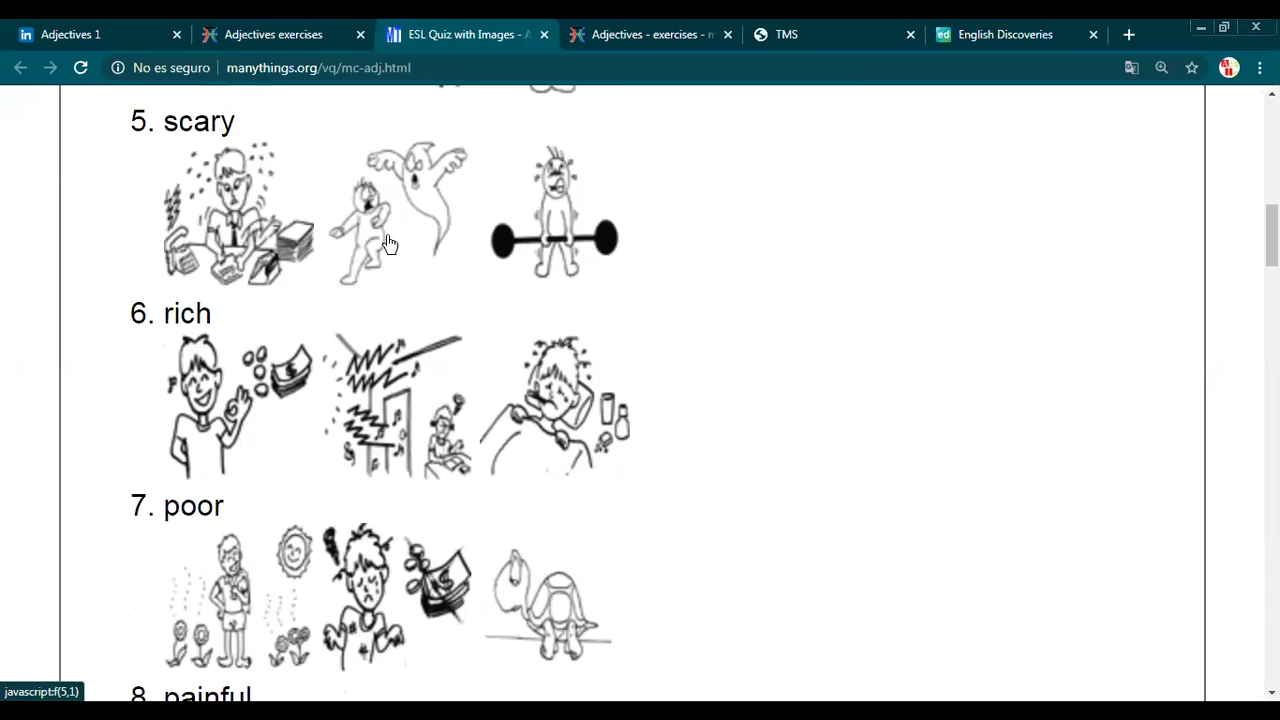 Adjectives 1
Adjectives exercises
ESL Quiz with Images - A
Adjectives - exercises - m
TMS
English Discoveries
No es seguro
manythings.org/vq/mc-adj.html
5. scary
6. rich
7. poor
8. painful
javascript:f(5,1)